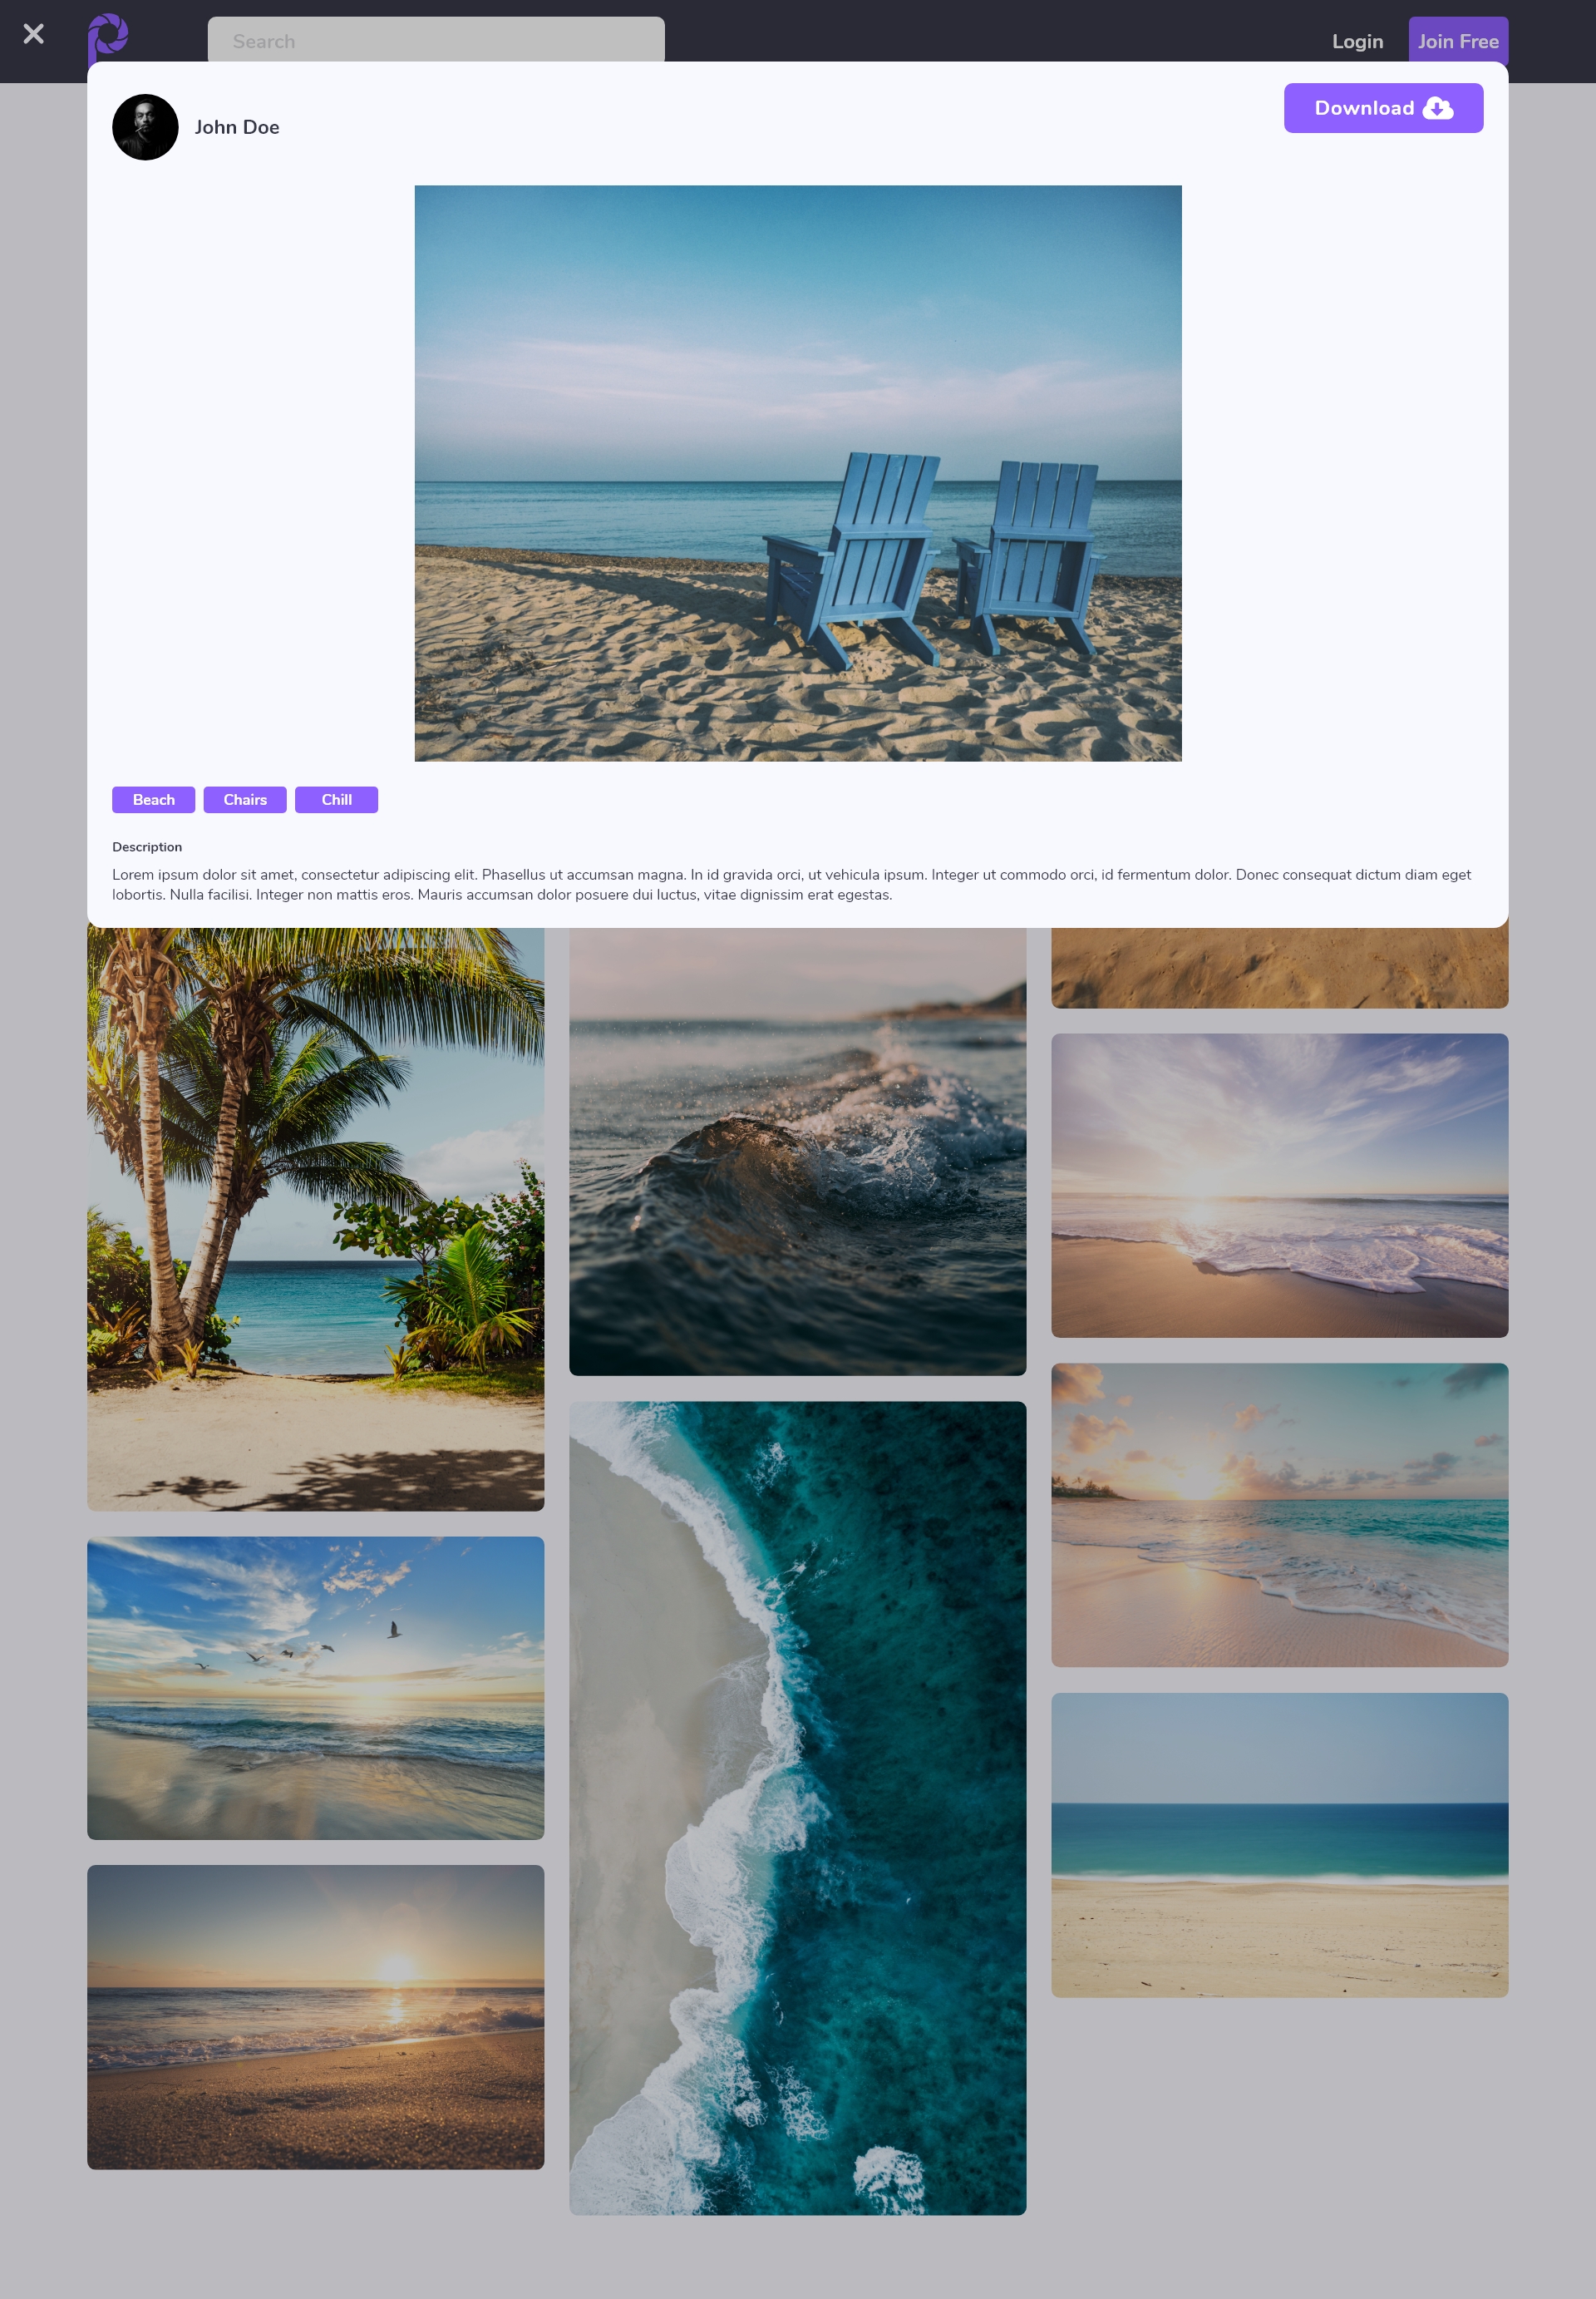 Search
Login
Join Free
John Doe
Download
Beach
Chairs
Chill
Description
Lorem ipsum dolor sit amet, consectetur adipiscing elit. Phasellus ut accumsan magna. In id gravida orci, ut vehicula ipsum. Integer ut commodo orci, id fermentum dolor. Donec consequat dictum diam eget
lobortis. Nulla facilisi. Integer non mattis eros. Mauris accumsan dolor posuere dui luctus, vitae dignissim erat egestas.